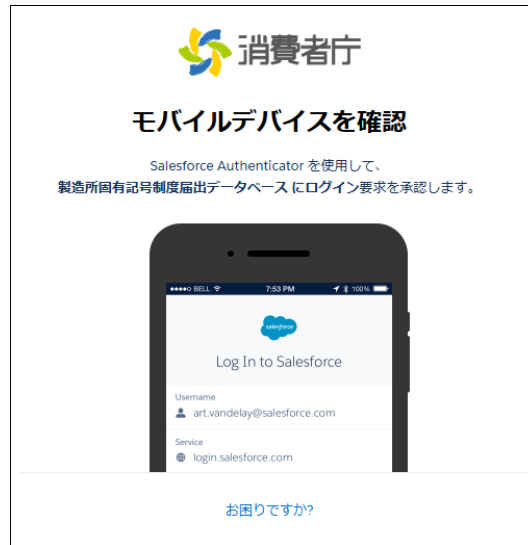 消費者庁
モバイルデバイスを確認
Salesforce Authenticator を使用して、
製造所固有記号制度届出データベース にログイン要求を承認します。
BELL 7:53 PM 100%
salesforce
Log In to Salesforce
Username
art.vandelay@salesforce.com
Service
login.salesforce.com
お困りですか?